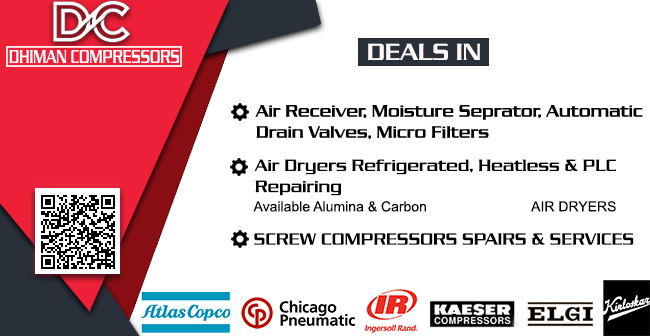 DC
DHIMAN COMPRESSORS
DEALS IN
Air Receiver, Moisture Seprator, Automatic
Drain Valves, Micro Filters
Air Dryers Refrigerated, Heatless & PLC
Repairing
Available Alumina & Carbon AIR DRYERS
SCREW COMPRESSORS SPAIRS & SERVICES
Atlas Copco
CP Chicago
Pneumatic
IR
Ingersoll Rand.
KAESER
COMPRESSORS
ELGI
Kirloskar